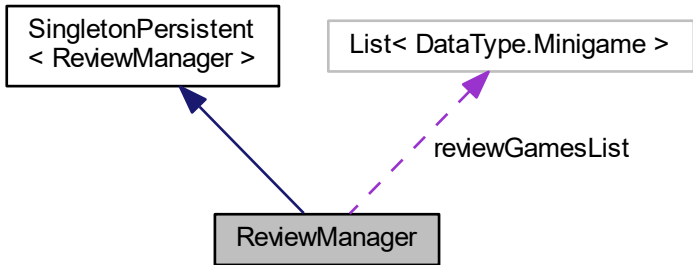 SingletonPersistent
< ReviewManager >
List< DataType.Minigame >
reviewGamesList
ReviewManager